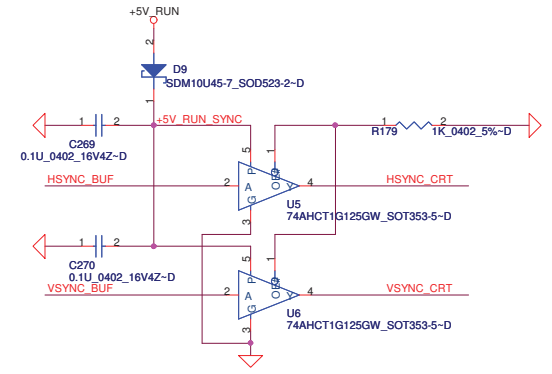 +5V_RUN
2
D9
SDM10U45-7_SOD523-2~D
1
+5V_RUN_SYNC
1 2
C269
0.1U_0402_16V4Z~D
1 2
R179 1K_0402_5%~D
5
1
P
OE#
HSYNC_BUF 2 A Y 4 HSYNC_CRT
G
3
U5
74AHCT1G125GW_SOT353-5~D
1 2
C270
0.1U_0402_16V4Z~D
5
1
P
OE#
VSYNC_BUF 2 A Y 4 VSYNC_CRT
G
3
U6
74AHCT1G125GW_SOT353-5~D